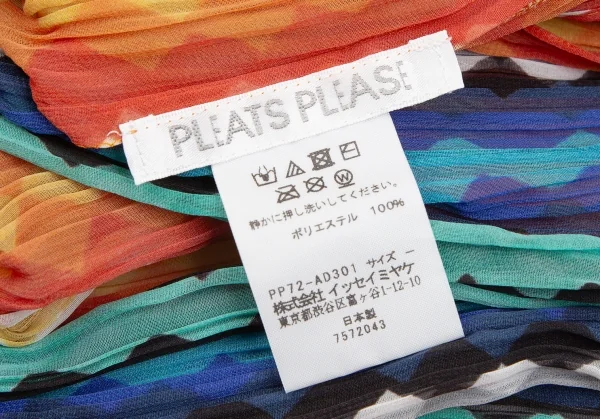 PLEATS PLEASE
静かに押し洗いしてください。
ポリエステル 100%
PP72-AD301 サイズ ー
株式会社 イッセイミヤケ
東京都渋谷区富ヶ谷1-12-10
日本製
7572043